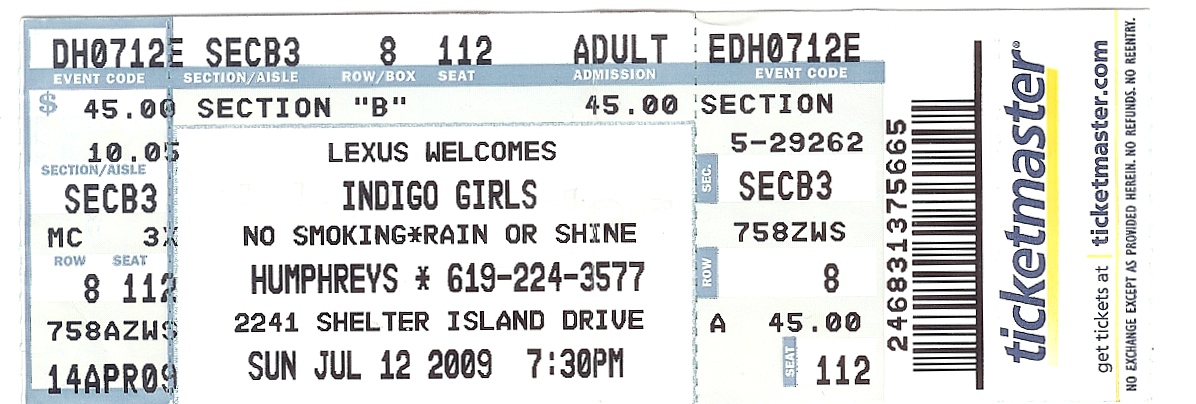 DH0712E SECB3 8 112 ADULT EDH0712E
EVENT CODE SECTION/AISLE ROW/BOX SEAT ADMISSION EVENT CODE
$ 45.00 SECTION "B" 45.00 SECTION
10.05
SECTION/AISLE
SECB3
MC 3X
ROW SEAT
8 112
758AZWS
14APR09
LEXUS WELCOMES
INDIGO GIRLS
NO SMOKING*RAIN OR SHINE
HUMPHREYS * 619-224-3577
2241 SHELTER ISLAND DRIVE
SUN JUL 12 2009 7:30PM
5-29262
SEC. SECB3
758ZWS
ROW 8
A 45.00
SEAT 112
246831375665
ticketmaster®
get tickets at | ticketmaster.com
NO EXCHANGE EXCEPT AS PROVIDED HEREIN. NO REFUNDS. NO REENTRY.